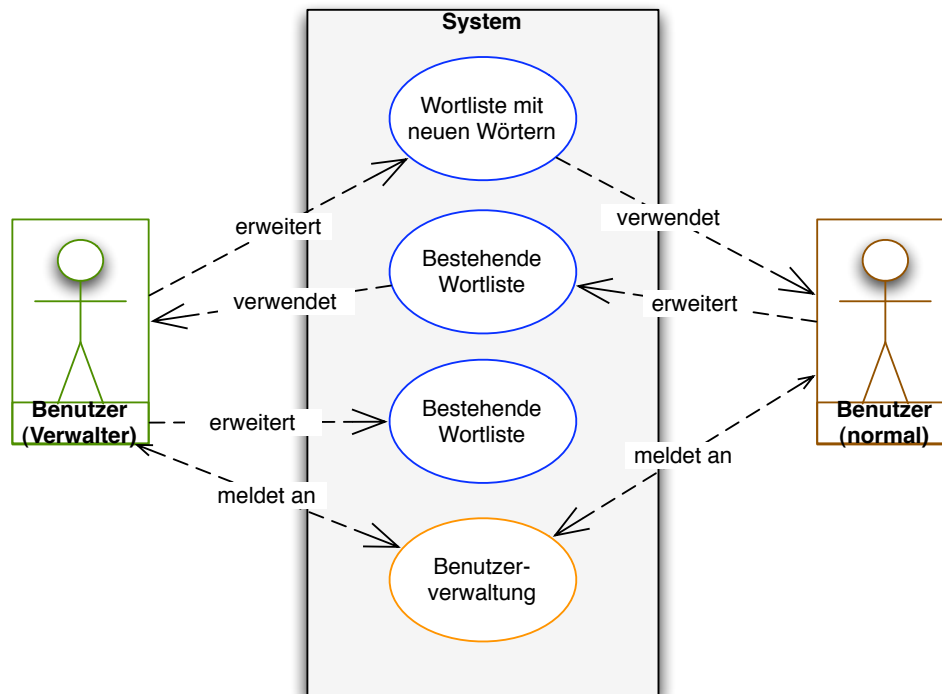 System
Wortliste mit
neuen Wörtern
erweitert
verwendet
Bestehende
Wortliste
verwendet
erweitert
Bestehende
Wortliste
erweitert
Benutzer
(Verwalter)
Benutzer
(normal)
meldet an
meldet an
Benutzer-
verwaltung